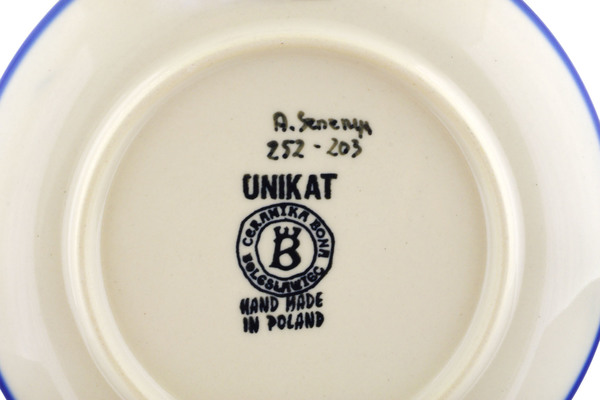 252-203
UNIKAT
CERAMIKA BONA
B
BOLESŁAWIEC
HAND MADE
IN POLAND